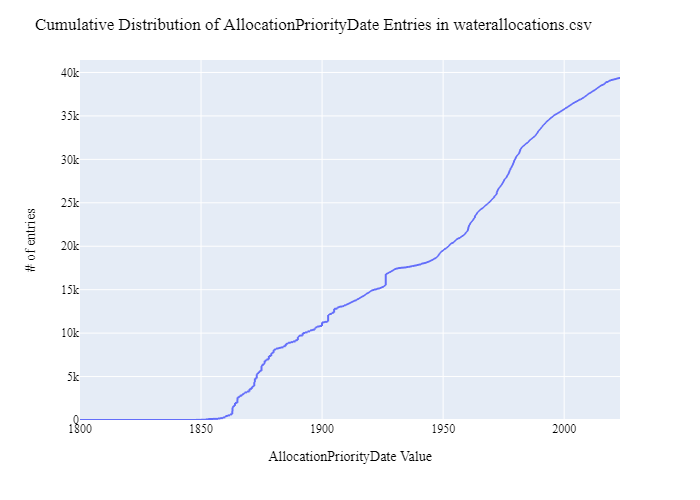 Cumulative Distribution of AllocationPriorityDate Entries in waterallocations.csv
40k
35k
30k
25k
20k
15k
10k
5k
0
1800 1850 1900 1950 2000
# of entries
AllocationPriorityDate Value